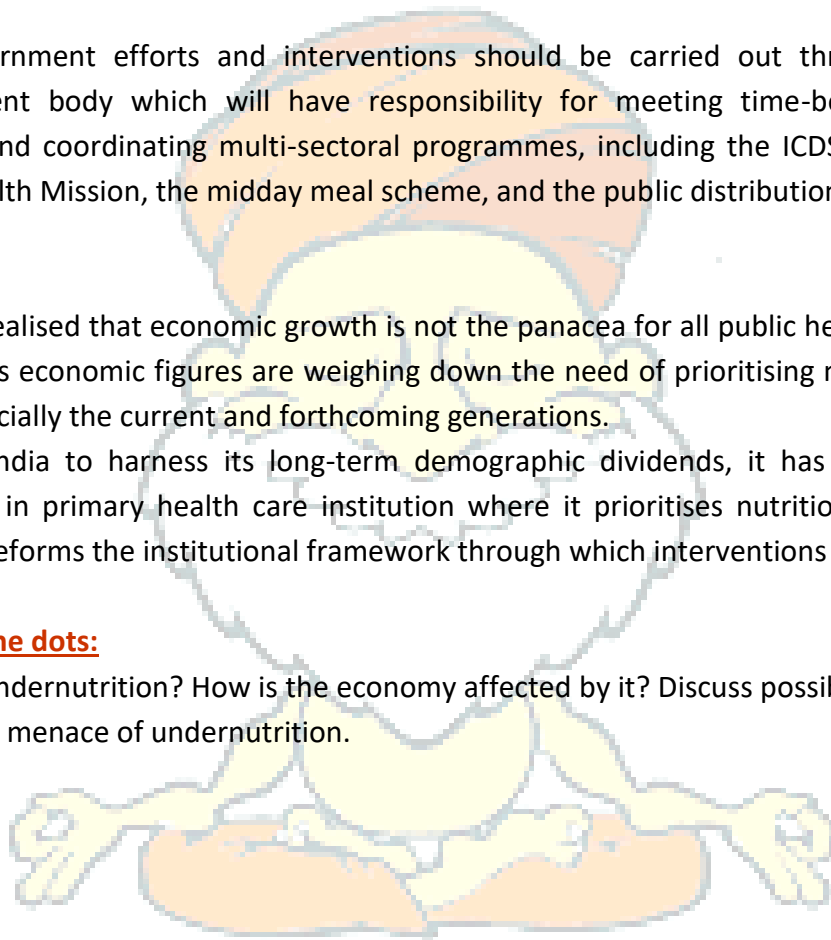 ernment efforts and interventions should be carried out thr
ent body which will have responsibility for meeting time-b
nd coordinating multi-sectoral programmes, including the ICDS
lth Mission, the midday meal scheme, and the public distribution
ealised that economic growth is not the panacea for all public he
s economic figures are weighing down the need of prioritising
cially the current and forthcoming generations.
ndia to harness its long-term demographic dividends, it has
in primary health care institution where it prioritises nutritio
eforms the institutional framework through which interventions
ne dots:
ndernutrition? How is the economy affected by it? Discuss possib
menace of undernutrition.